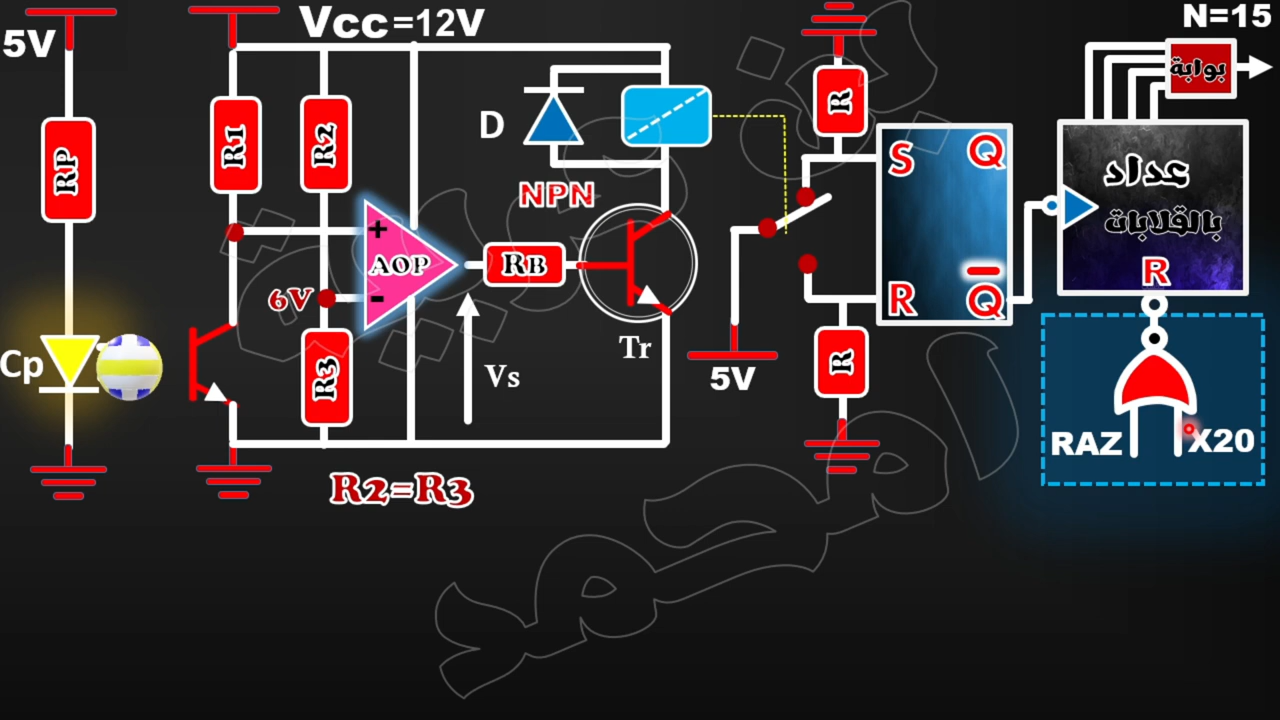 5V
Vcc=12V
N=15
بوابة
RP
R1
R2
D
R
S
Q
NPN
عداد
بالقلابات
R
+
AOP
-
6V
RB
R
Q
Cp
R3
Vs
Tr
5V
R
RAZ
X20
R2=R3